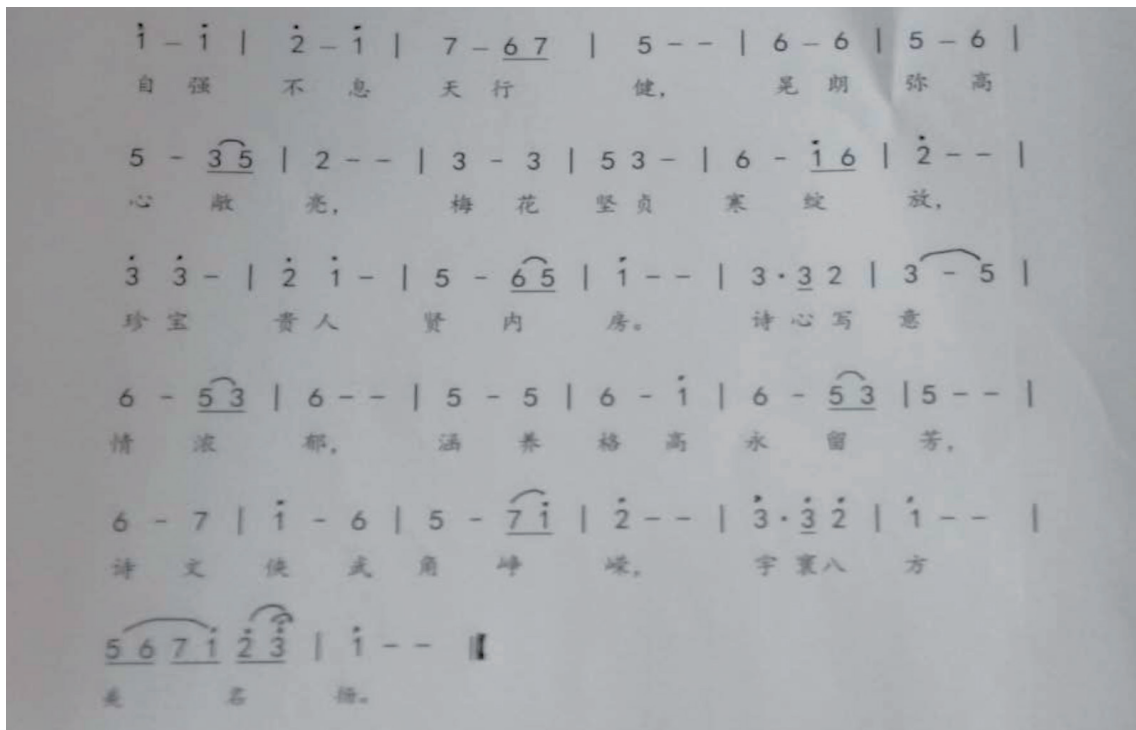 1̇ – 1̇ | 2̇ – 1̇ | 7 – 6 7 | 5 – – | 6 – 6 | 5 – 6 |
自 强 不 息 天 行 健, 晃 朗 弥 高
5 – 3 5 | 2 – – | 3 – 3 | 5 3 – | 6 – 1̇ 6 | 2̇ – – |
心 敞 亮, 梅 花 坚 贞 寒 绽 放,
3̇ 3̇ – | 2̇ 1̇ – | 5 – 6 5 | 1̇ – – | 3 · 3 2 | 3 – 5 |
珍 宝 贵 人 贤 内 房。 诗 心 写 意
6 – 5 3 | 6 – – | 5 – 5 | 6 – 1̇ | 6 – 5 3 | 5 – – |
情 浓 郁, 涵 养 格 高 永 留 芳,
6 – 7 | 1̇ – 6 | 5 – 7 1̇ | 2̇ – – | 3̇ · 3̇ 2̇ | 1̇ – – |
诗 文 侠 武 角 峥 嵘, 宇 寰 八 方
5 6 7 1̇ 2̇ 3̇ | 1̇ – – ‖
美 名 扬。